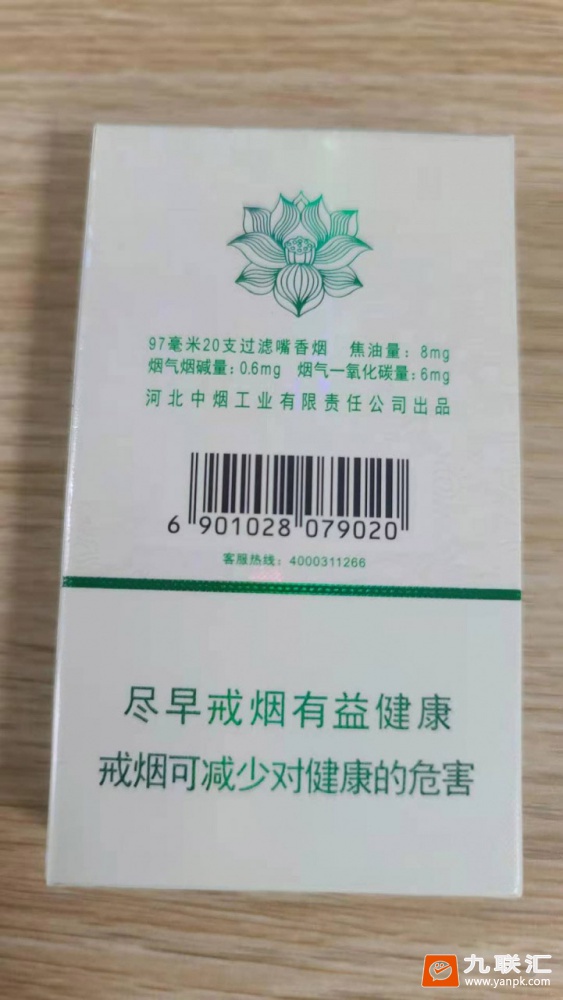 97毫米20支过滤嘴香烟 焦油量：8mg
烟气烟碱量：0.6mg 烟气一氧化碳量：6mg
河北中烟工业有限责任公司出品
6 901028 079020
客服热线：4000311266
尽早戒烟有益健康
戒烟可减少对健康的危害
九联汇
www.yanpk.com